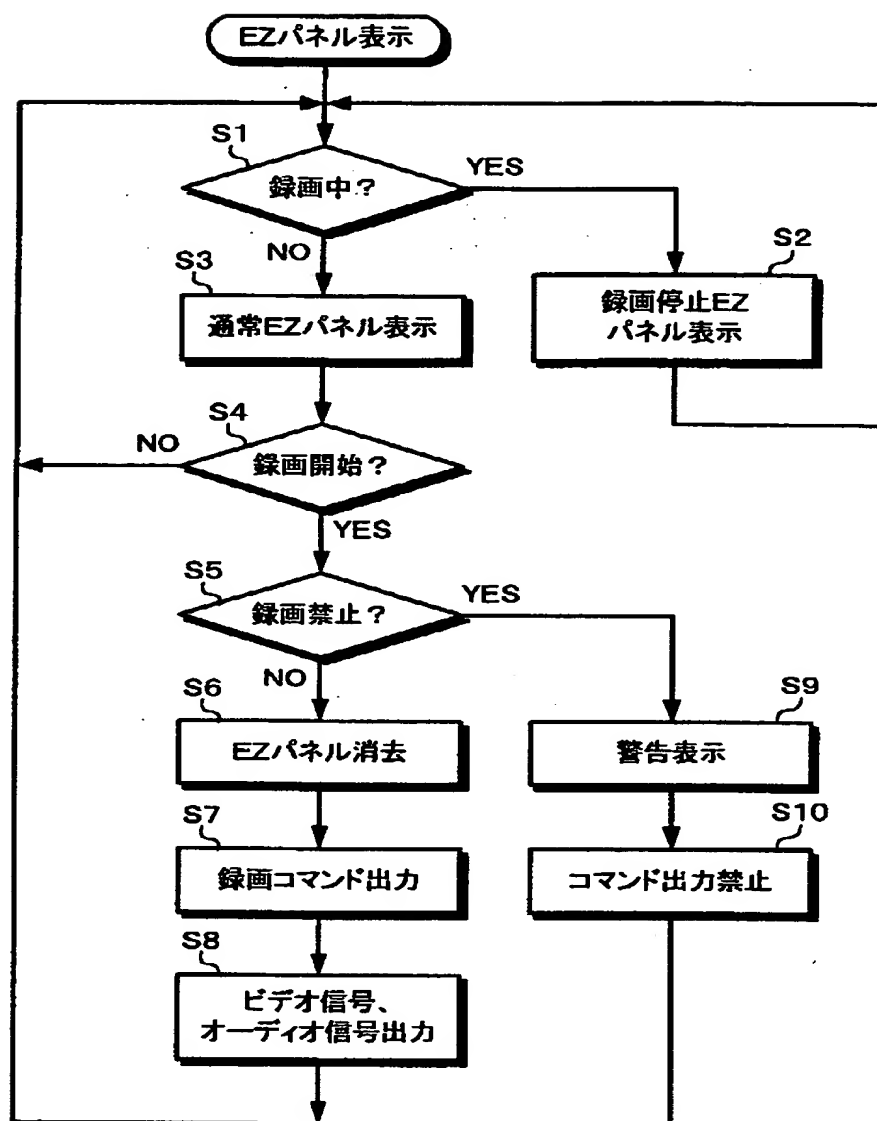 EZパネル表示
S1
録画中?
YES
NO
S2
録画停止EZ
パネル表示
S3
通常EZパネル表示
S4
NO
録画開始?
YES
S5
録画禁止?
YES
NO
S6
EZパネル消去
S9
警告表示
S7
録画コマンド出力
S10
コマンド出力禁止
S8
ビデオ信号、
オーディオ信号出力